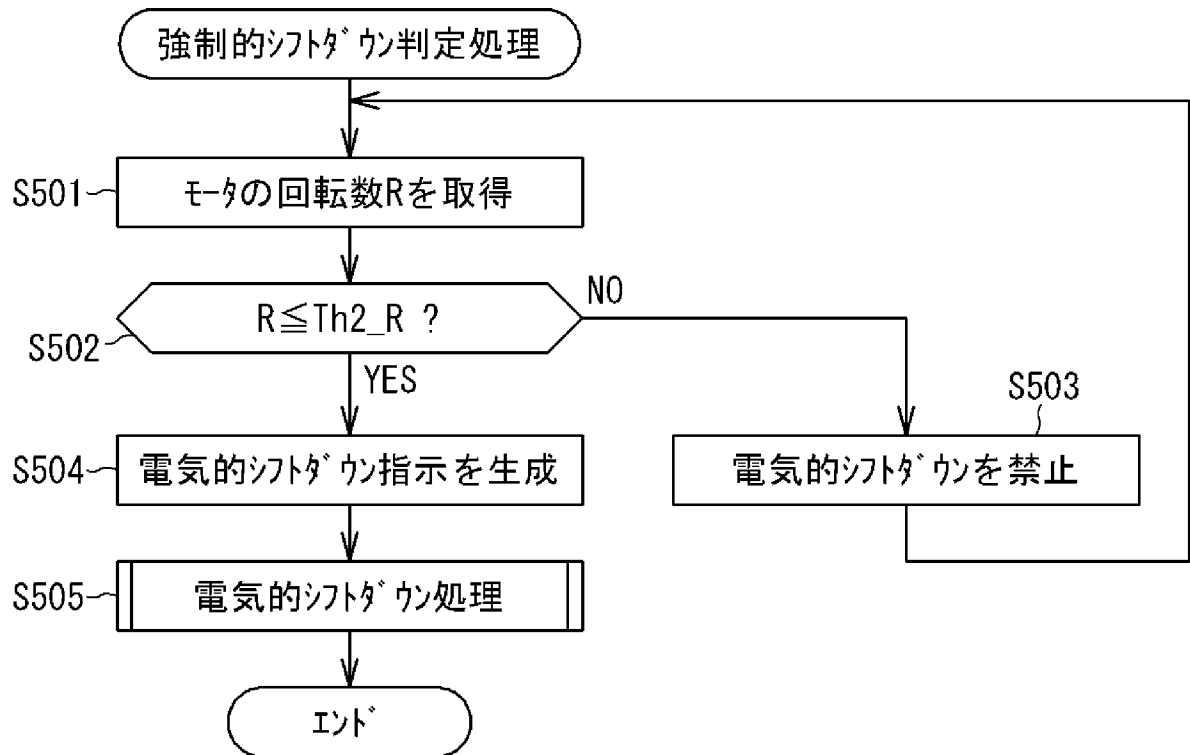 強制的ｼﾌﾄﾀﾞｳﾝ判定処理
S501
ﾓｰﾀの回転数Rを取得
S502
R≦Th2_R ?
NO
YES
S503
電気的ｼﾌﾄﾀﾞｳﾝを禁止
S504
電気的ｼﾌﾄﾀﾞｳﾝ指示を生成
S505
電気的ｼﾌﾄﾀﾞｳﾝ処理
ｴﾝﾄﾞ